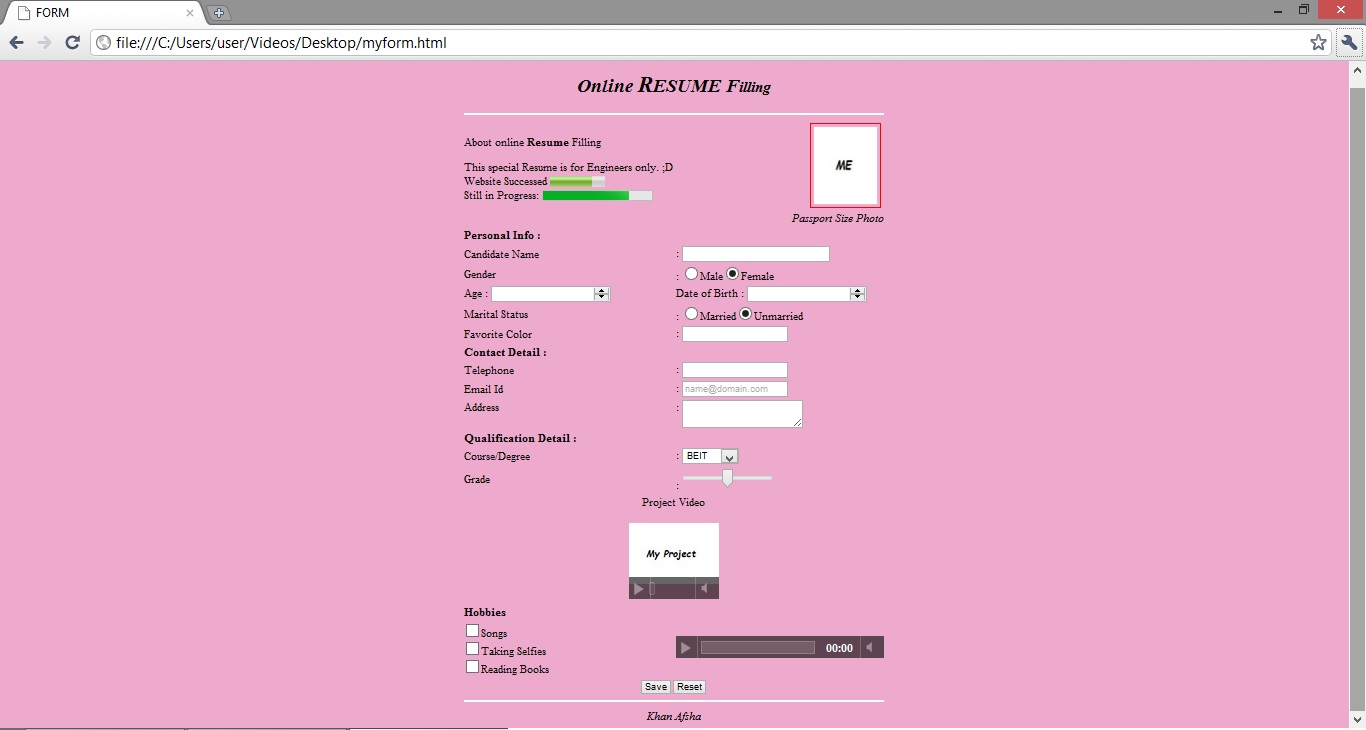 FORM
file:///C:/Users/user/Videos/Desktop/myform.html
Online RESUME Filling
About online Resume Filling
ME
This special Resume is for Engineers only. ;D
Website Successed
Still in Progress:
Passport Size Photo
Personal Info :
Candidate Name :
Gender : Male Female
Age : Date of Birth :
Marital Status : Married Unmarried
Favorite Color :
Contact Detail :
Telephone :
Email Id : name@domain.com
Address :
Qualification Detail :
Course/Degree : BEIT
Grade :
Project Video
My Project
Hobbies
Songs
Taking Selfies 00:00
Reading Books
Save Reset
Khan Afsha